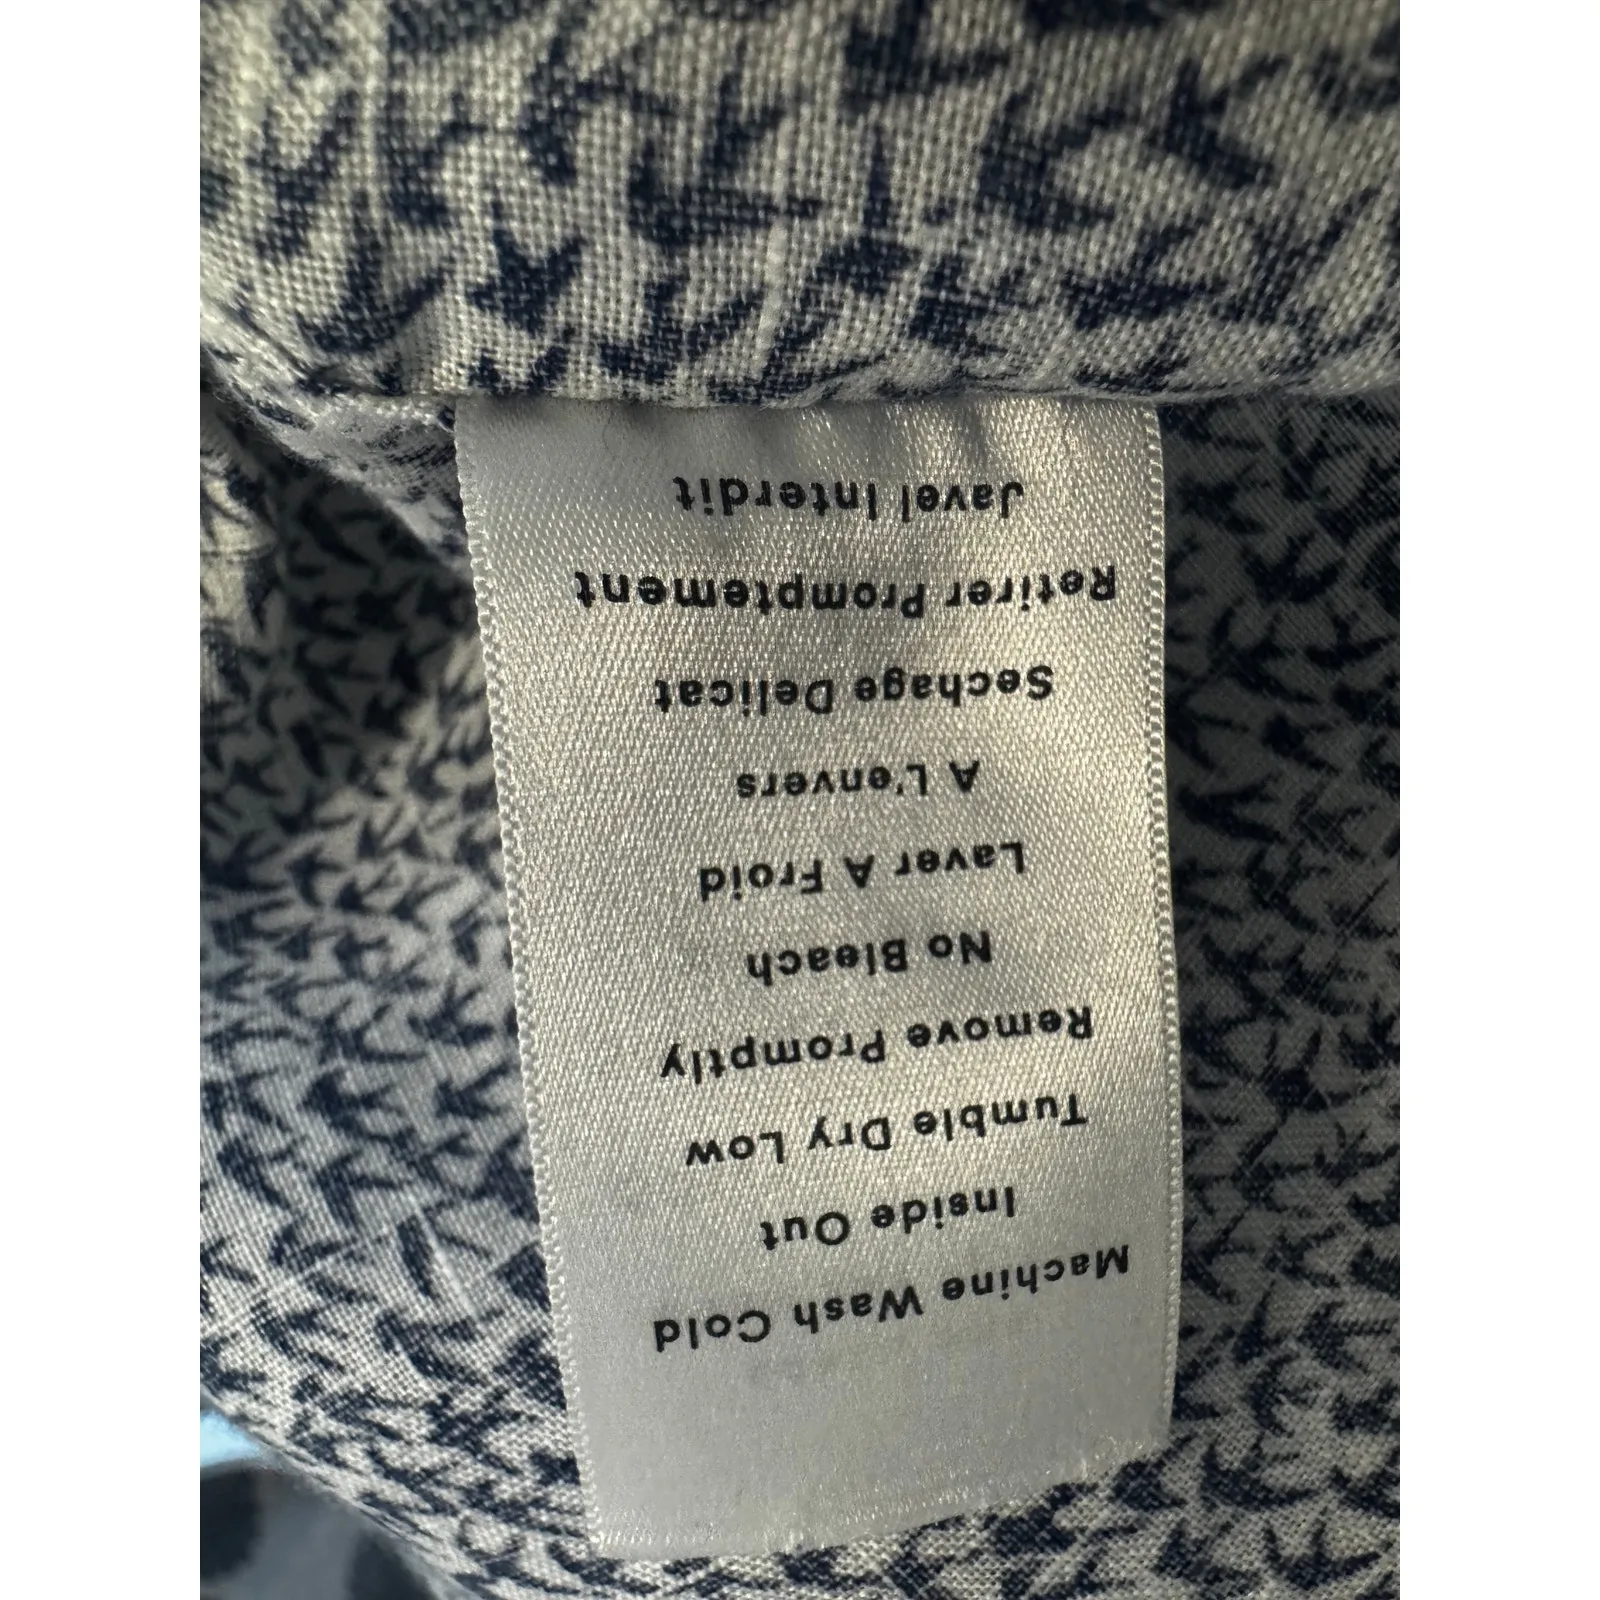 Machine Wash Cold
Inside Out
Tumble Dry Low
Remove Promptly
No Bleach
Laver A Froid
A L'envers
Sechage Delicat
Retirer Promptement
Javel Interdit